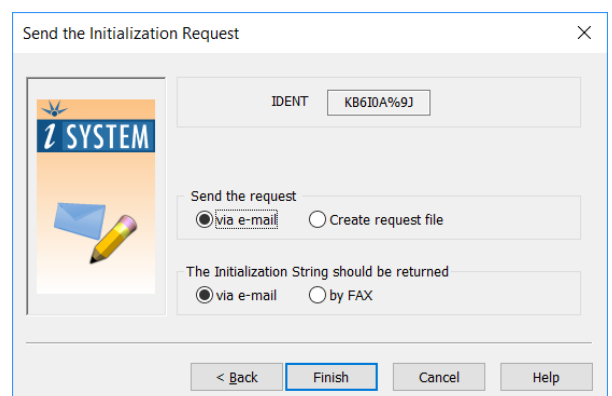 Send the Initialization Request
IDENT KB6I0A%9J
i SYSTEM
Send the request
via e-mail Create request file
The Initialization String should be returned
via e-mail by FAX
< Back Finish Cancel Help